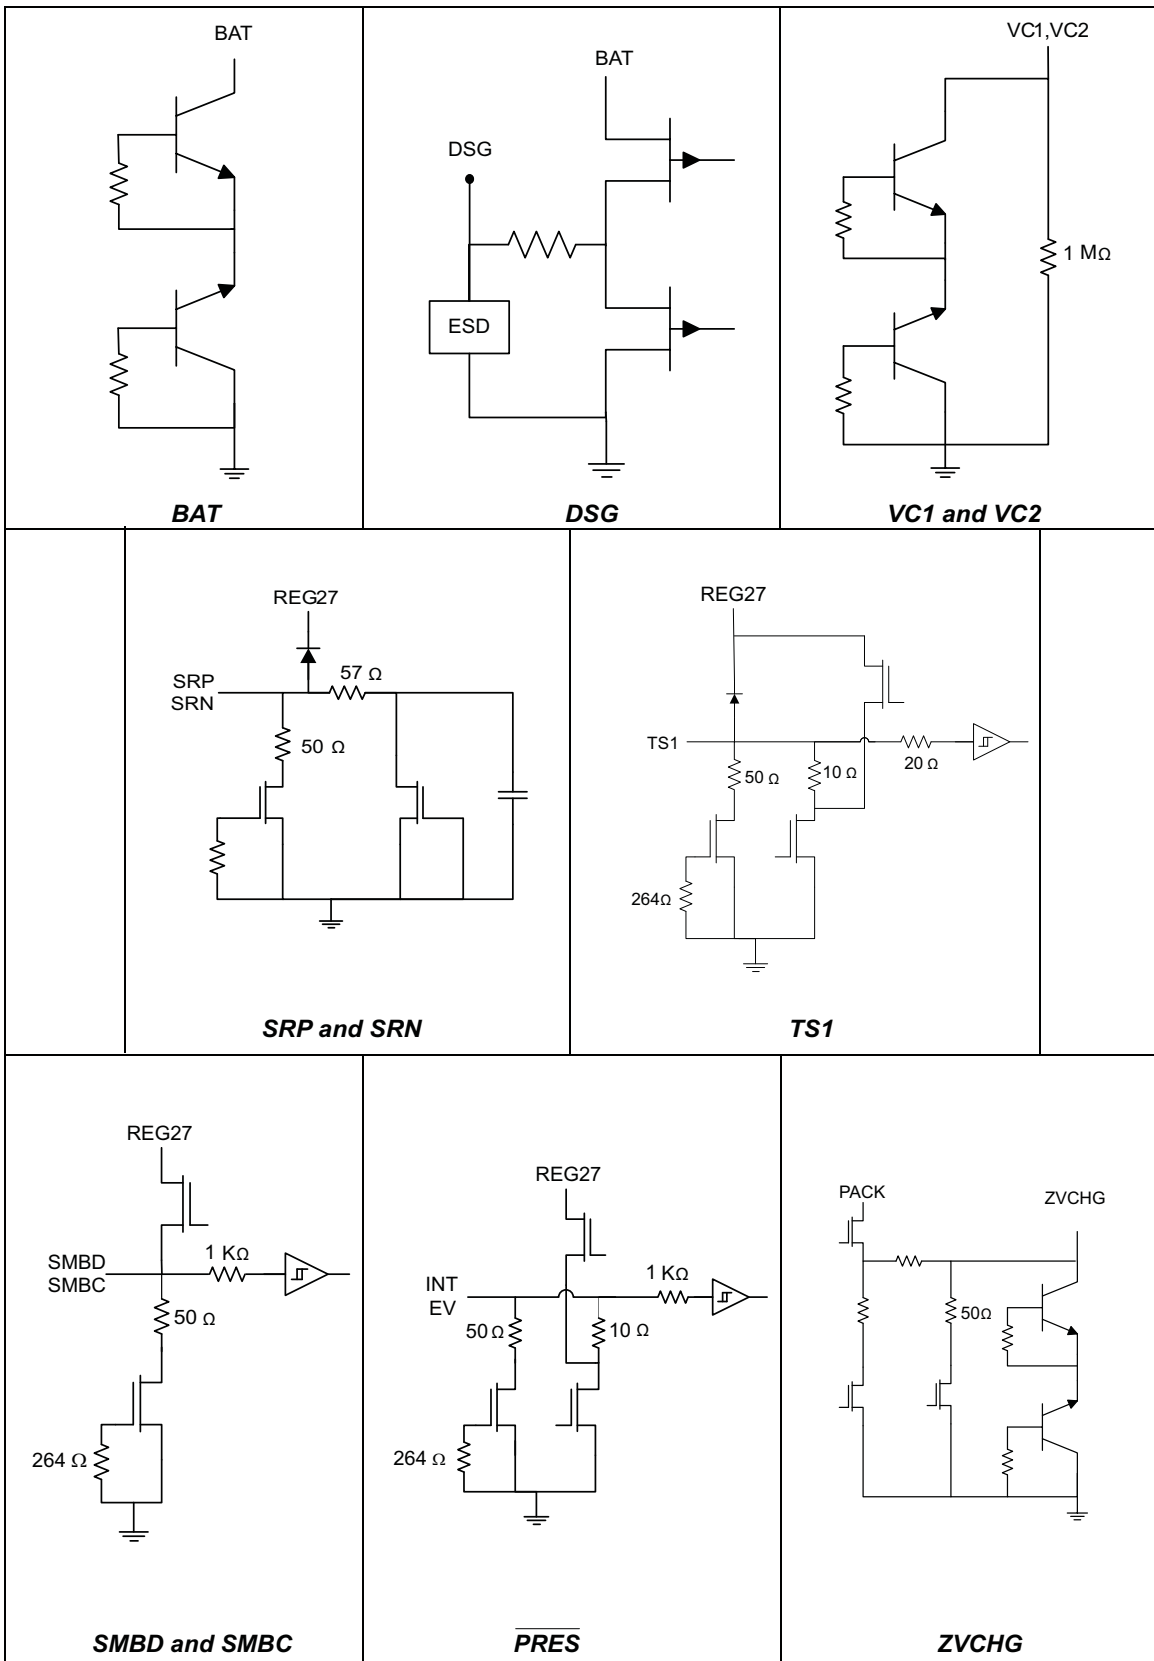 BAT
BAT
DSG
ESD
DSG
VC1,VC2
1 MΩ
VC1 and VC2
REG27
SRP
SRN
57 Ω
50 Ω
SRP and SRN
REG27
TS1
50 Ω
10 Ω
20 Ω
264Ω
TS1
REG27
SMBD
SMBC
1 KΩ
50 Ω
264 Ω
SMBD and SMBC
REG27
INT
EV
1 KΩ
50 Ω
10 Ω
264 Ω
PRES
PACK
ZVCHG
50Ω
ZVCHG
BAT